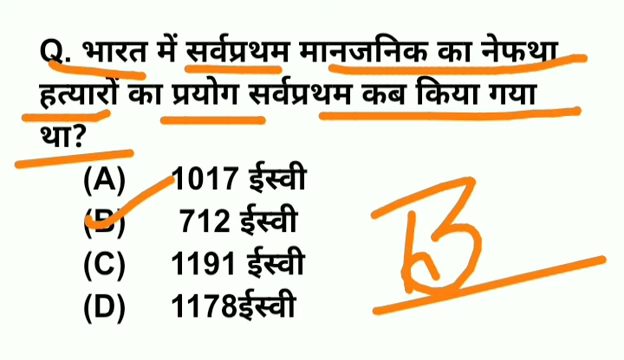 Q. भारत में सर्वप्रथम मानजनिक का नेफथा
हत्यारों का प्रयोग सर्वप्रथम कब किया गया
था?
(A) 1017 ईस्वी
(B) 712 ईस्वी
(C) 1191 ईस्वी
(D) 1178ईस्वी
B